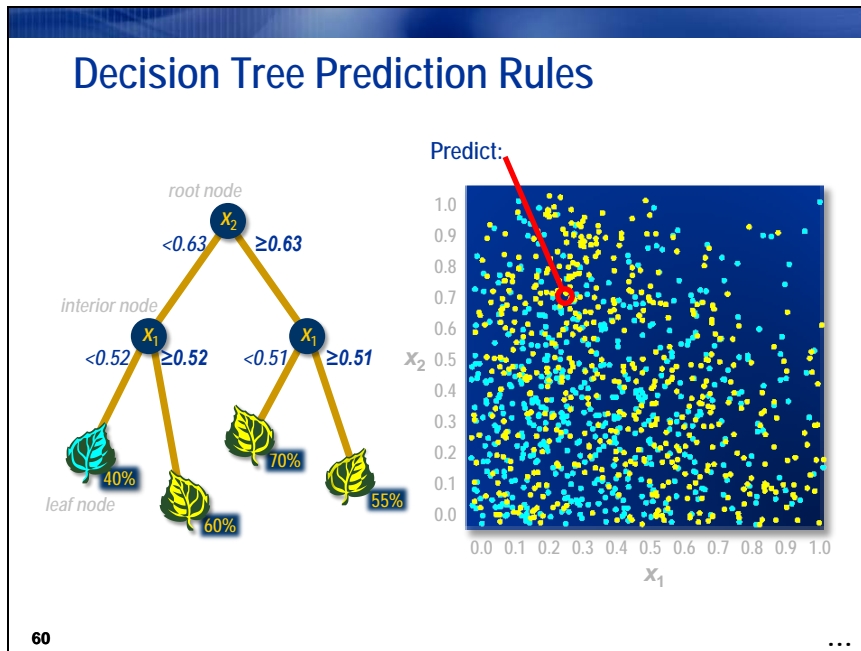 Decision Tree Prediction Rules
Predict:
root node
X2
<0.63 ≥0.63
interior node
X1 X1
<0.52 ≥0.52 <0.51 ≥0.51
40% 70%
leaf node 60% 55%
1.0
0.9
0.8
0.7
0.6
x2 0.5
0.4
0.3
0.2
0.1
0.0
0.0 0.1 0.2 0.3 0.4 0.5 0.6 0.7 0.8 0.9 1.0
x1
60 ...